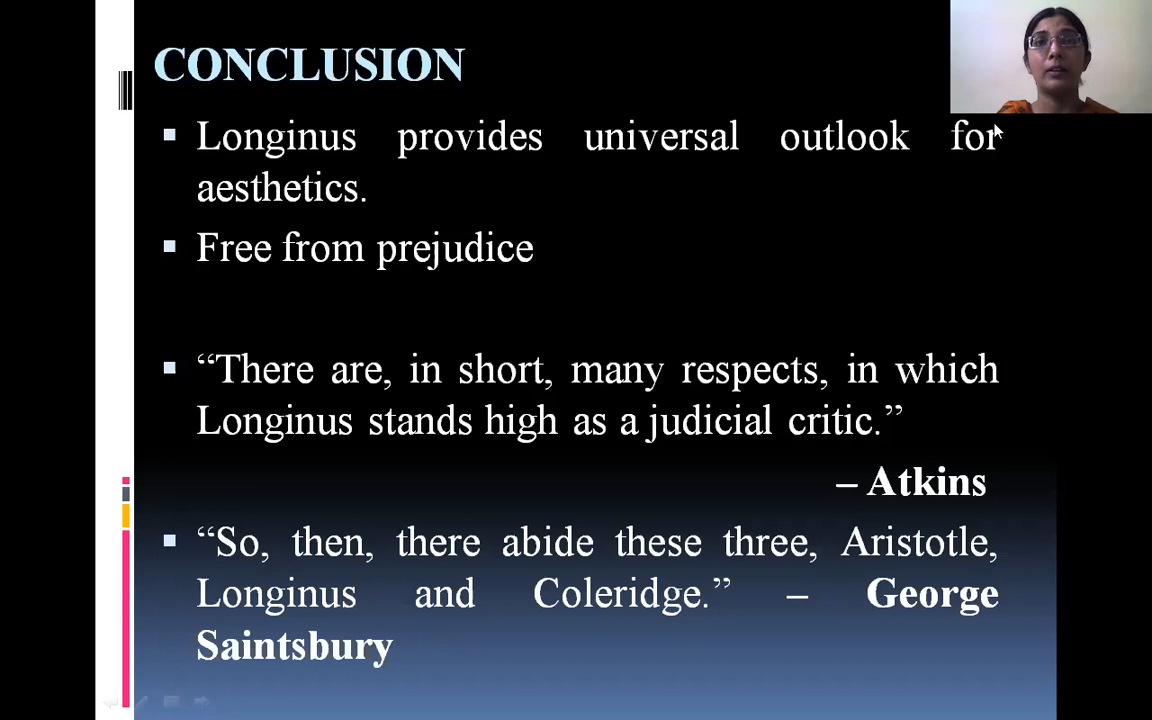 CONCLUSION
Longinus provides universal outlook for
aesthetics.
Free from prejudice
“There are, in short, many respects, in which
Longinus stands high as a judicial critic.”
– Atkins
“So, then, there abide these three, Aristotle,
Longinus and Coleridge.” – George
Saintsbury